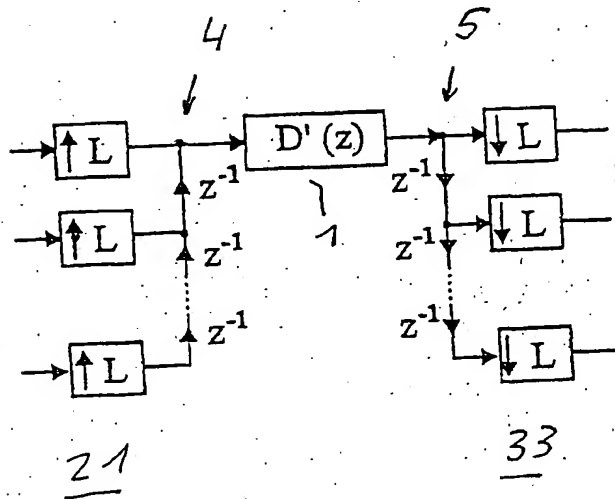 4 5
↑ L D' (z) ↓ L
z⁻¹ z⁻¹
1
↑ L ↓ L
z⁻¹ z⁻¹
z⁻¹ z⁻¹
↑ L ↓ L
21 33